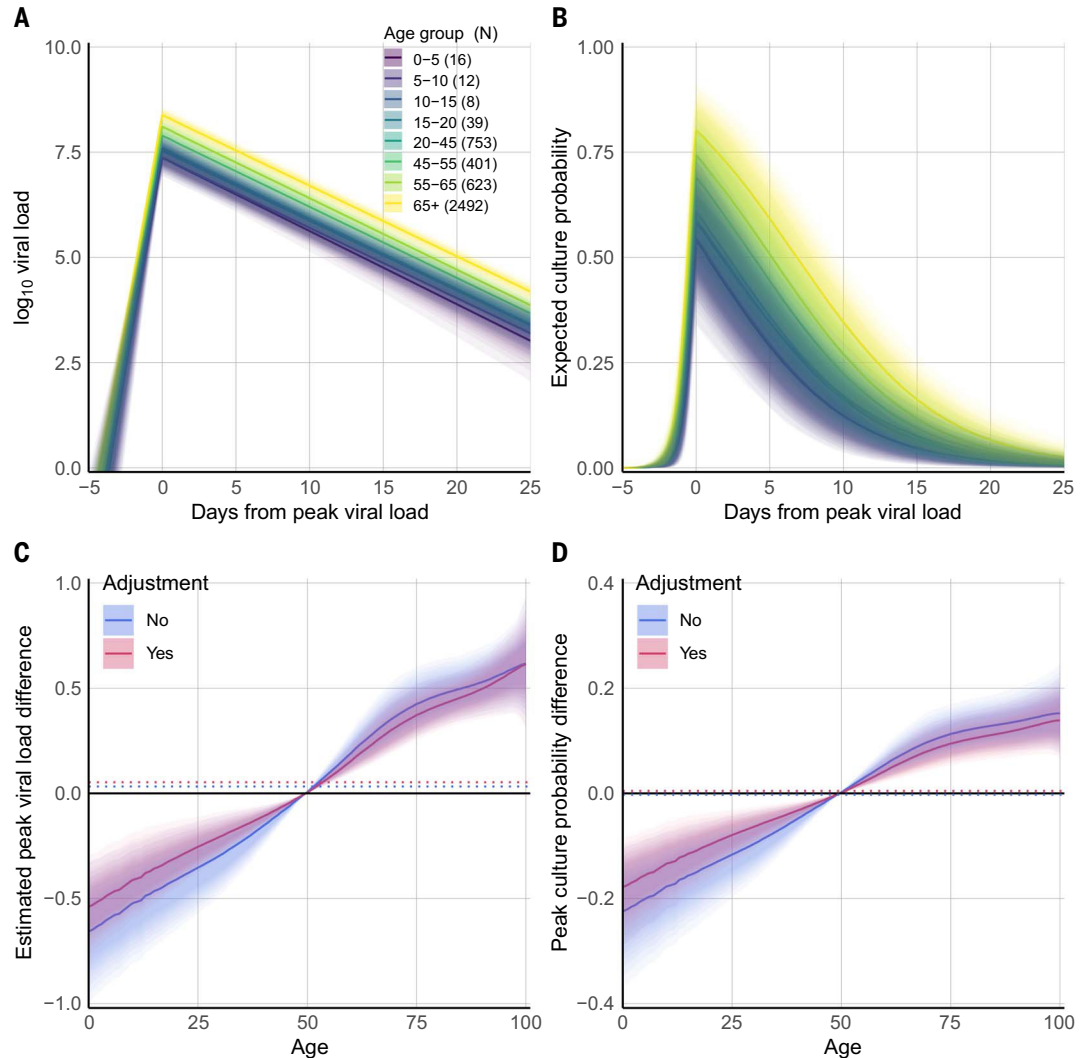 A
Age group (N)
0−5 (16)
5−10 (12)
10−15 (8)
15−20 (39)
20−45 (753)
45−55 (401)
55−65 (623)
65+ (2492)
log10 viral load
10.0
7.5
5.0
2.5
0.0
−5 0 5 10 15 20 25
Days from peak viral load
B
Expected culture probability
1.00
0.75
0.50
0.25
0.00
−5 0 5 10 15 20 25
Days from peak viral load
C
Adjustment
No
Yes
Estimated peak viral load difference
1.0
0.5
0.0
−0.5
−1.0
0 25 50 75 100
Age
D
Adjustment
No
Yes
Peak culture probability difference
0.4
0.2
0.0
−0.2
−0.4
0 25 50 75 100
Age